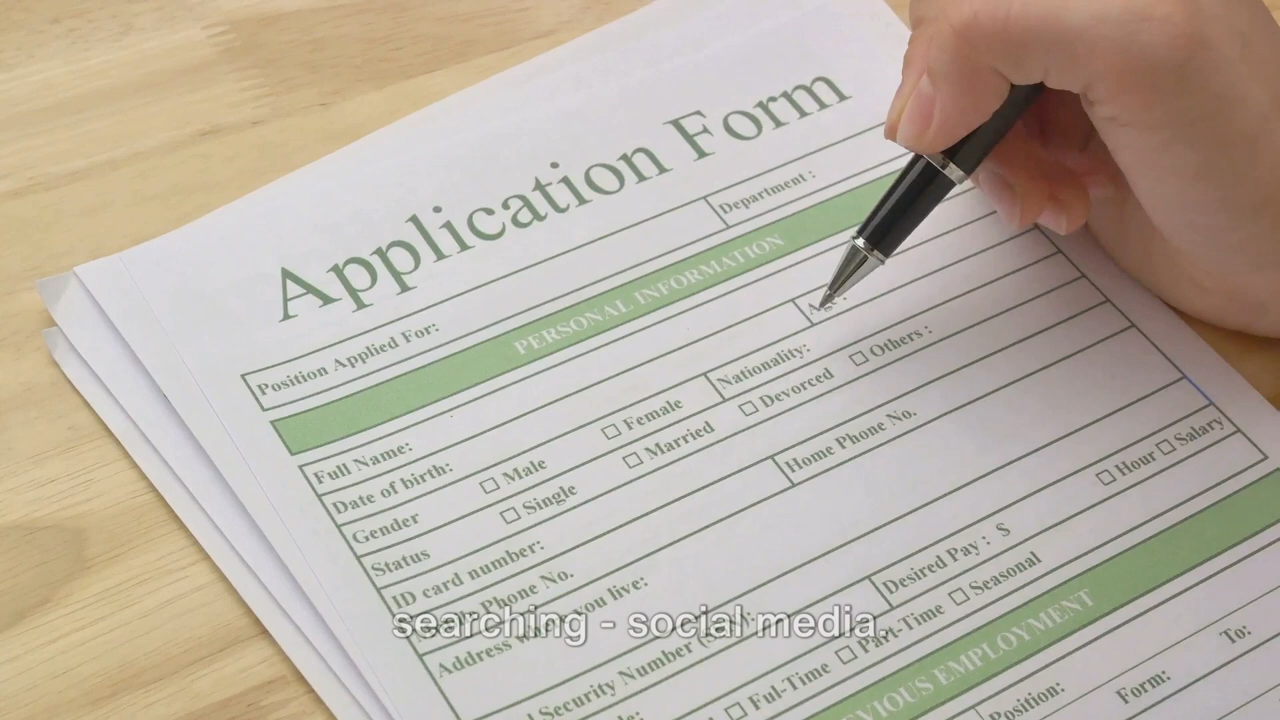 Application Form
Position Applied For:
Department :
PERSONAL INFORMATION
Full Name:
Age:
Date of birth:
Gender
Male
Female
Nationality:
Status
Single
Married
Devorced
Others :
ID card number:
Phone No.
Home Phone No.
Address Where you live:
Security Number
Desired Pay : $
Hour
Salary
Ful-Time
Part-Time
Seasonal
VIOUS EMPLOYMENT
Position:
Form:
To:
searching - social media.